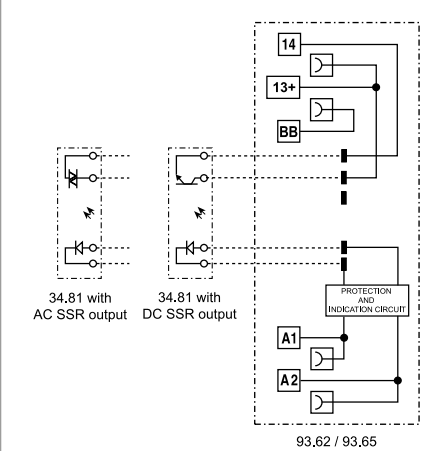 14
13+
BB
34.81 with
AC SSR output
34.81 with
DC SSR output
PROTECTION
AND
INDICATION CIRCUIT
A1
A2
93.62 / 93.65